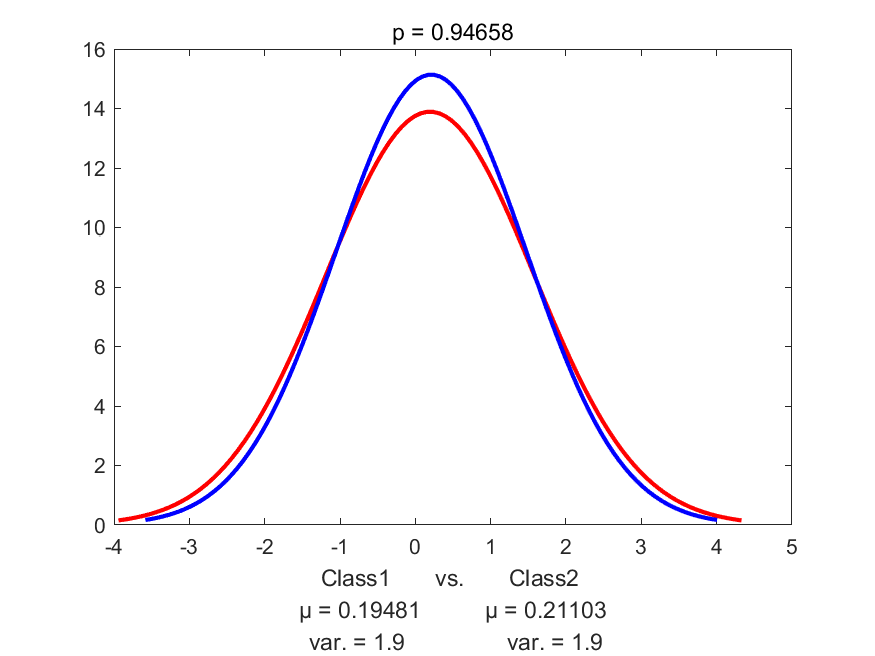 p = 0.94658
16
14
12
10
8
6
4
2
0
-4 -3 -2 -1 0 1 2 3 4 5
Class1 vs. Class2
μ = 0.19481 μ = 0.21103
var. = 1.9 var. = 1.9